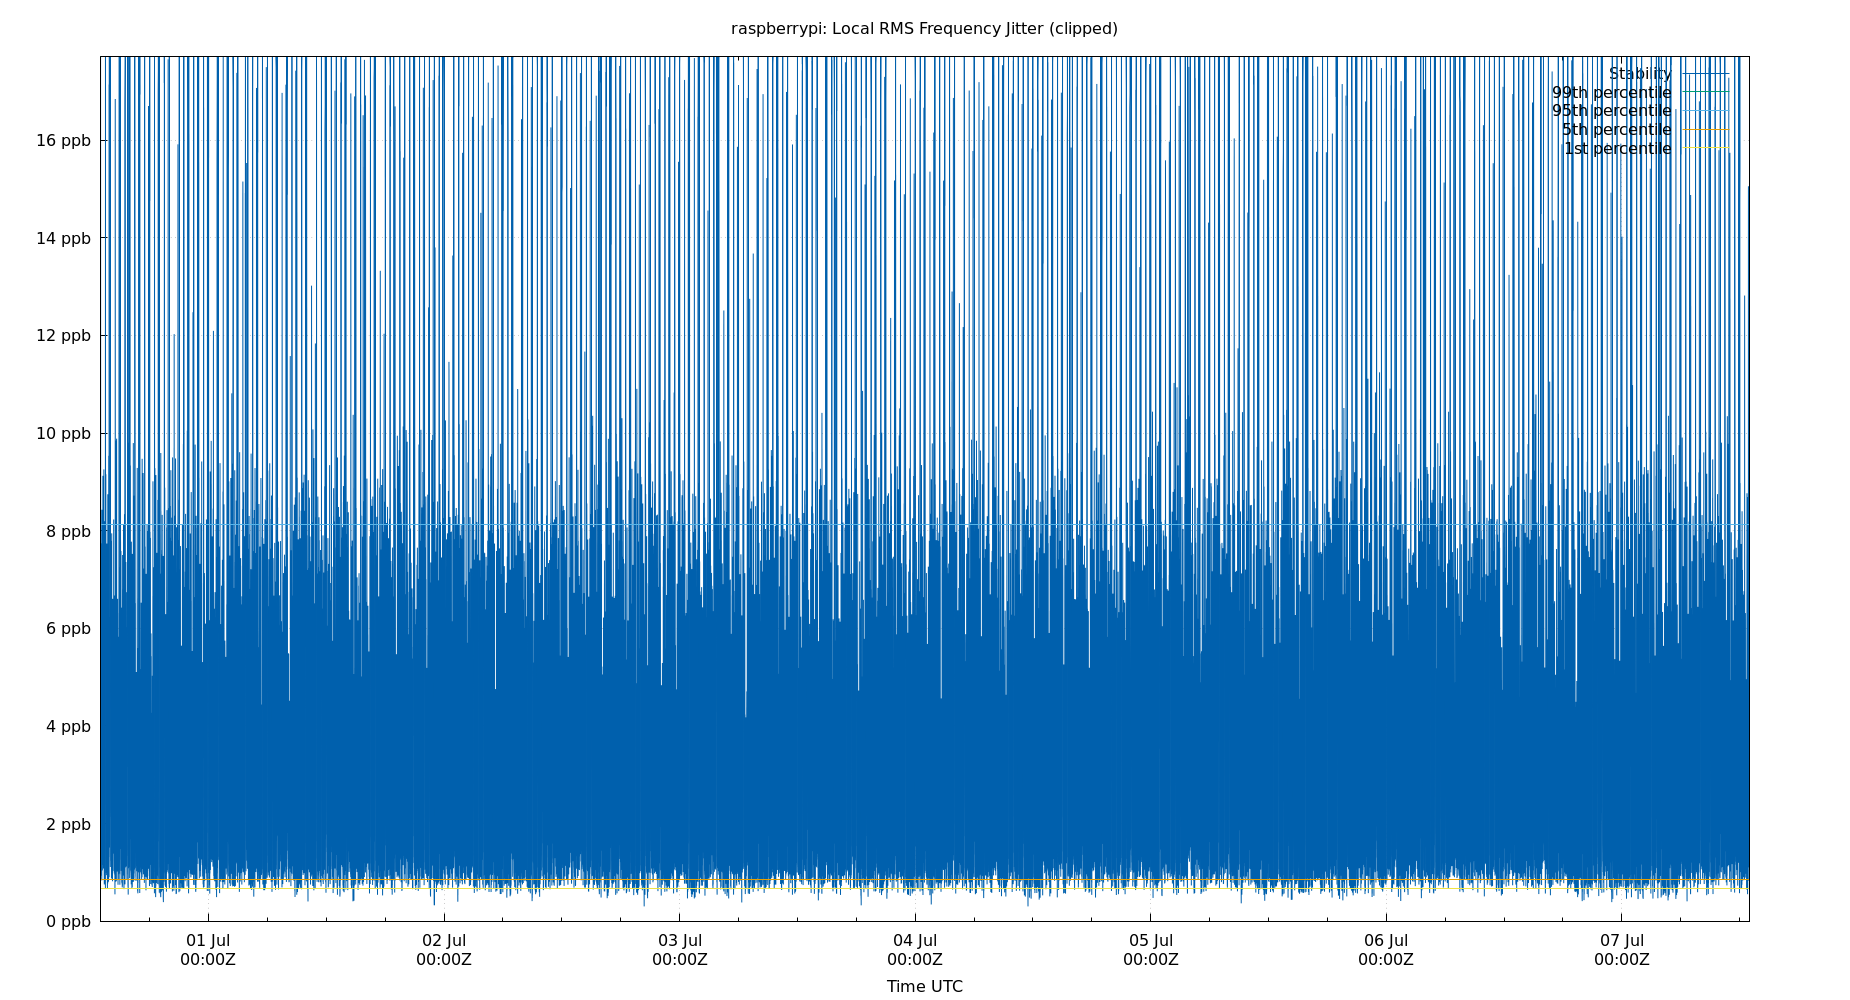 raspberrypi: Local RMS Frequency Jitter (clipped)
Stability
99th percentile
95th percentile
5th percentile
1st percentile
16 ppb
14 ppb
12 ppb
10 ppb
8 ppb
6 ppb
4 ppb
2 ppb
0 ppb
01 Jul 02 Jul 03 Jul 04 Jul 05 Jul 06 Jul 07 Jul
00:00Z 00:00Z 00:00Z 00:00Z 00:00Z 00:00Z 00:00Z
Time UTC